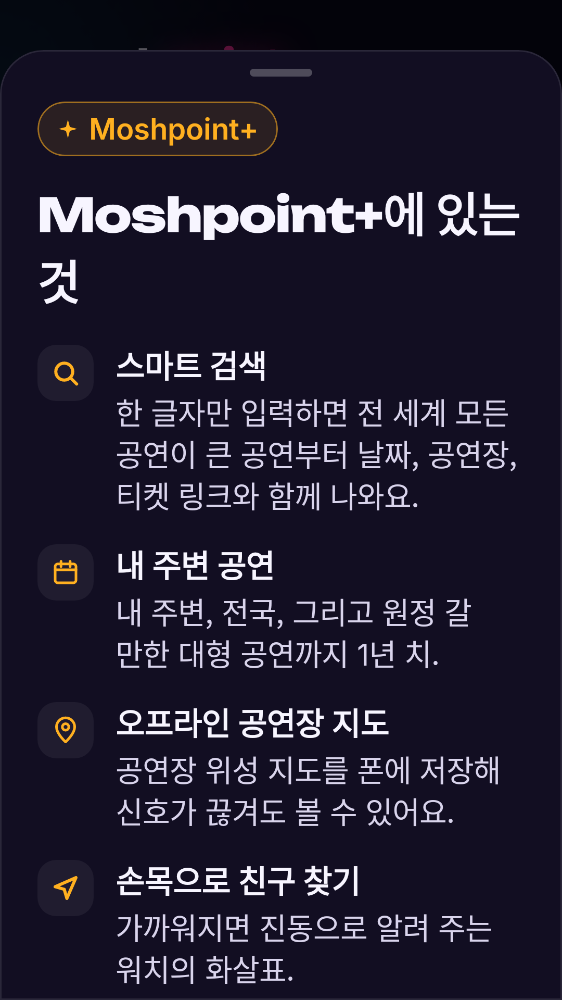 Moshpoint+
Moshpoint+에 있는
것
스마트 검색
한 글자만 입력하면 전 세계 모든
공연이 큰 공연부터 날짜, 공연장,
티켓 링크와 함께 나와요.
내 주변 공연
내 주변, 전국, 그리고 원정 갈
만한 대형 공연까지 1년 치.
오프라인 공연장 지도
공연장 위성 지도를 폰에 저장해
신호가 끊겨도 볼 수 있어요.
손목으로 친구 찾기
가까워지면 진동으로 알려 주는
워치의 화살표.